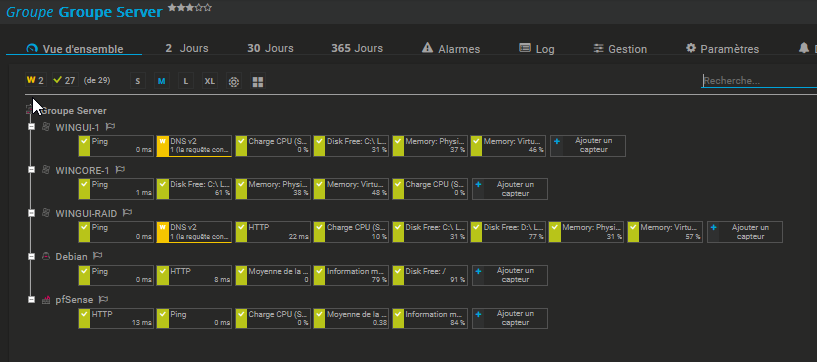 Groupe Groupe Server
Vue d'ensemble 2 Jours 30 Jours 365 Jours Alarmes Log Gestion Paramètres
W 2 27 (de 29) S M L XL Recherche...
Groupe Server
WINGUI-1
Ping W DNS v2 Charge CPU (S... Disk Free: C:\ L... Memory: Physi... Memory: Virtu... Ajouter un
0 ms 1 (la requête con... 0 % 31 % 37 % 46 % capteur
WINCORE-1
Ping Disk Free: C:\ L... Memory: Physi... Memory: Virtu... Charge CPU (S... Ajouter un
1 ms 61 % 38 % 48 % 0 % capteur
WINGUI-RAID
Ping W DNS v2 HTTP Charge CPU (S... Disk Free: C:\ L... Disk Free: D:\ L... Memory: Physi... Memory: Virtu... Ajouter un
0 ms 1 (la requête con... 22 ms 10 % 31 % 77 % 31 % 57 % capteur
Debian
Ping HTTP Moyenne de la ... Information m... Disk Free: / Ajouter un
0 ms 8 ms 0 79 % 91 % capteur
pfSense
HTTP Ping Charge CPU (S... Moyenne de la ... Information m... Ajouter un
13 ms 0 ms 0 % 0.38 84 % capteur